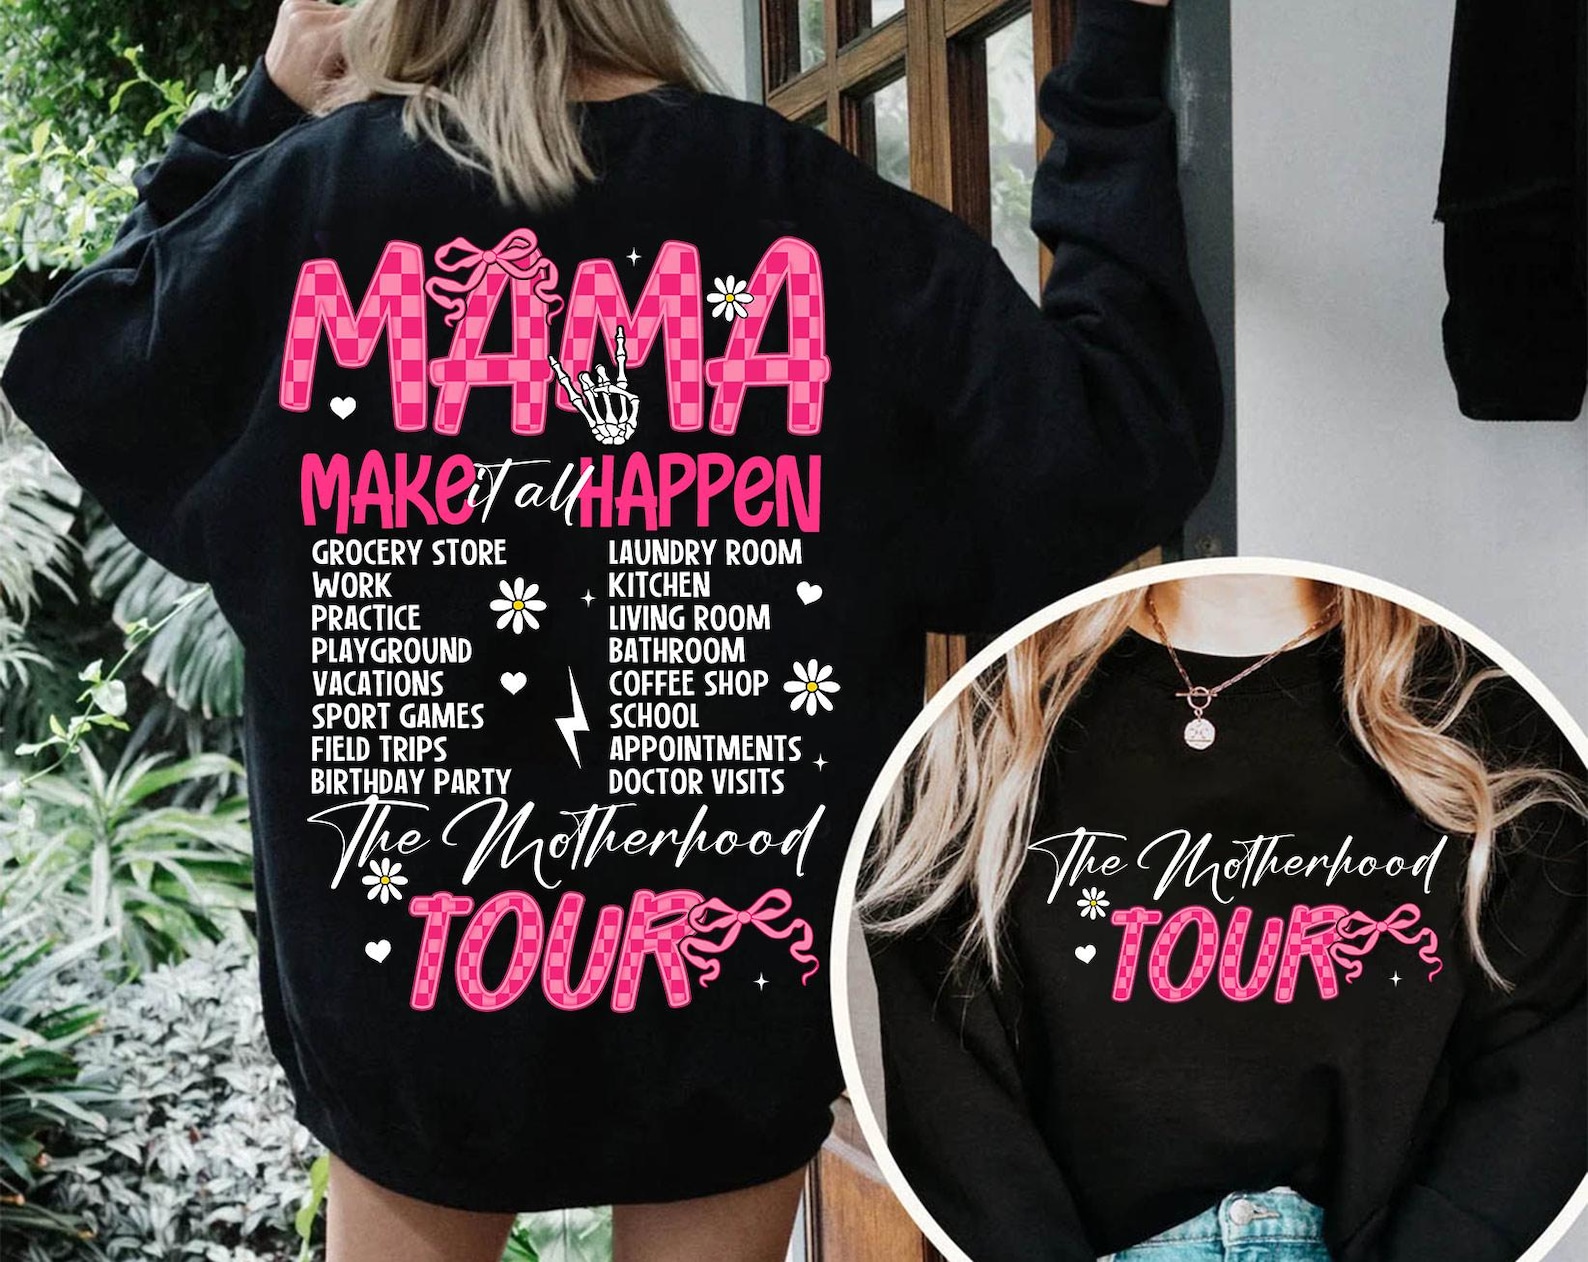 MAMA
MAKE it all HAPPEN
GROCERY STORE
WORK
PRACTICE
PLAYGROUND
VACATIONS
SPORT GAMES
FIELD TRIPS
BIRTHDAY PARTY
LAUNDRY ROOM
KITCHEN
LIVING ROOM
BATHROOM
COFFEE SHOP
SCHOOL
APPOINTMENTS
DOCTOR VISITS
The Motherhood
TOUR
The Motherhood
TOUR